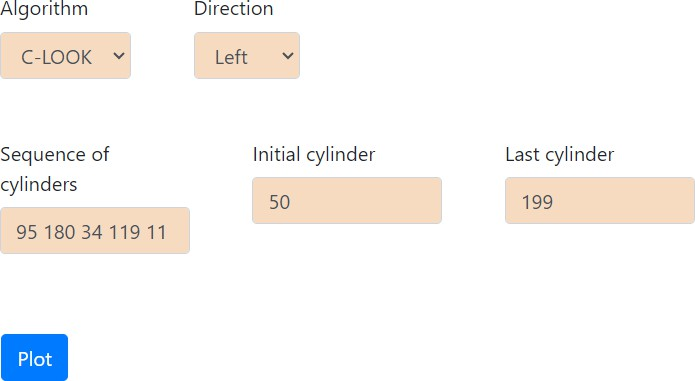 Algorithm
Direction
C-LOOK
Left
Sequence of
cylinders
Initial cylinder
Last cylinder
50
199
95 180 34 119 11
Plot